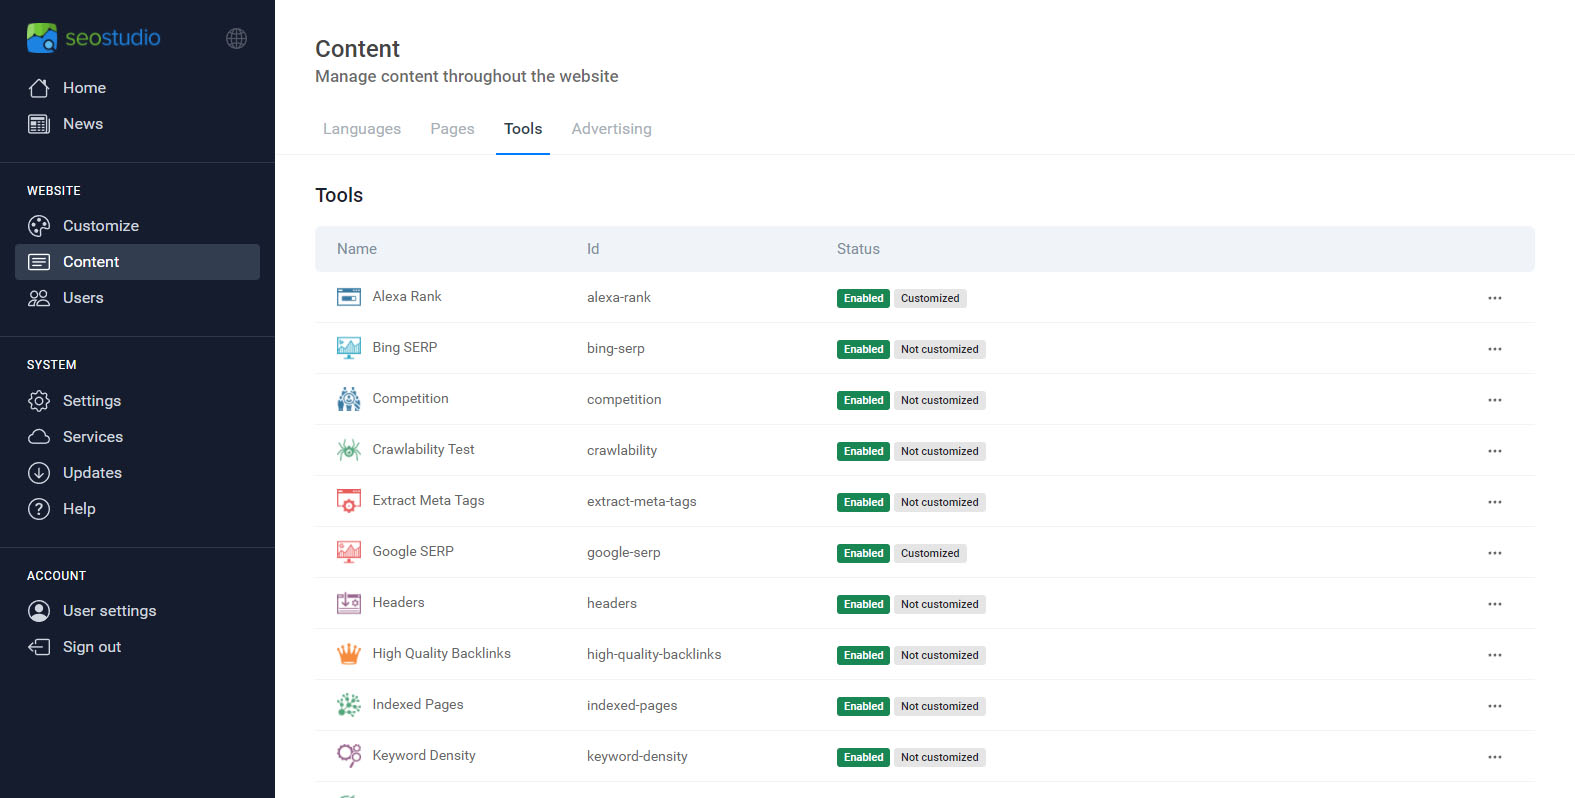 seostudio
Home
News
WEBSITE
Customize
Content
Users
SYSTEM
Settings
Services
Updates
Help
ACCOUNT
User settings
Sign out
Content
Manage content throughout the website
Languages Pages Tools Advertising
Tools
Name Id Status
Alexa Rank alexa-rank Enabled Customized
Bing SERP bing-serp Enabled Not customized
Competition competition Enabled Not customized
Crawlability Test crawlability Enabled Not customized
Extract Meta Tags extract-meta-tags Enabled Not customized
Google SERP google-serp Enabled Customized
Headers headers Enabled Not customized
High Quality Backlinks high-quality-backlinks Enabled Not customized
Indexed Pages indexed-pages Enabled Not customized
Keyword Density keyword-density Enabled Not customized